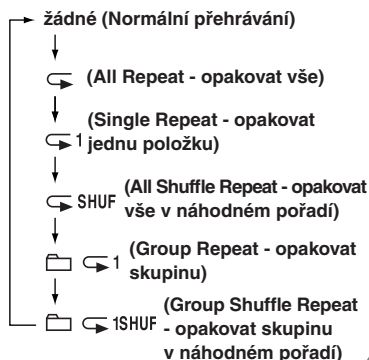 žádné (Normální přehrávání)
(All Repeat - opakovat vše)
1 (Single Repeat - opakovat
jednu položku)
SHUF (All Shuffle Repeat - opakovat
vše v náhodném pořadí)
1 (Group Repeat - opakovat
skupinu)
1SHUF (Group Shuffle Repeat
- opakovat skupinu
v náhodném pořadí)